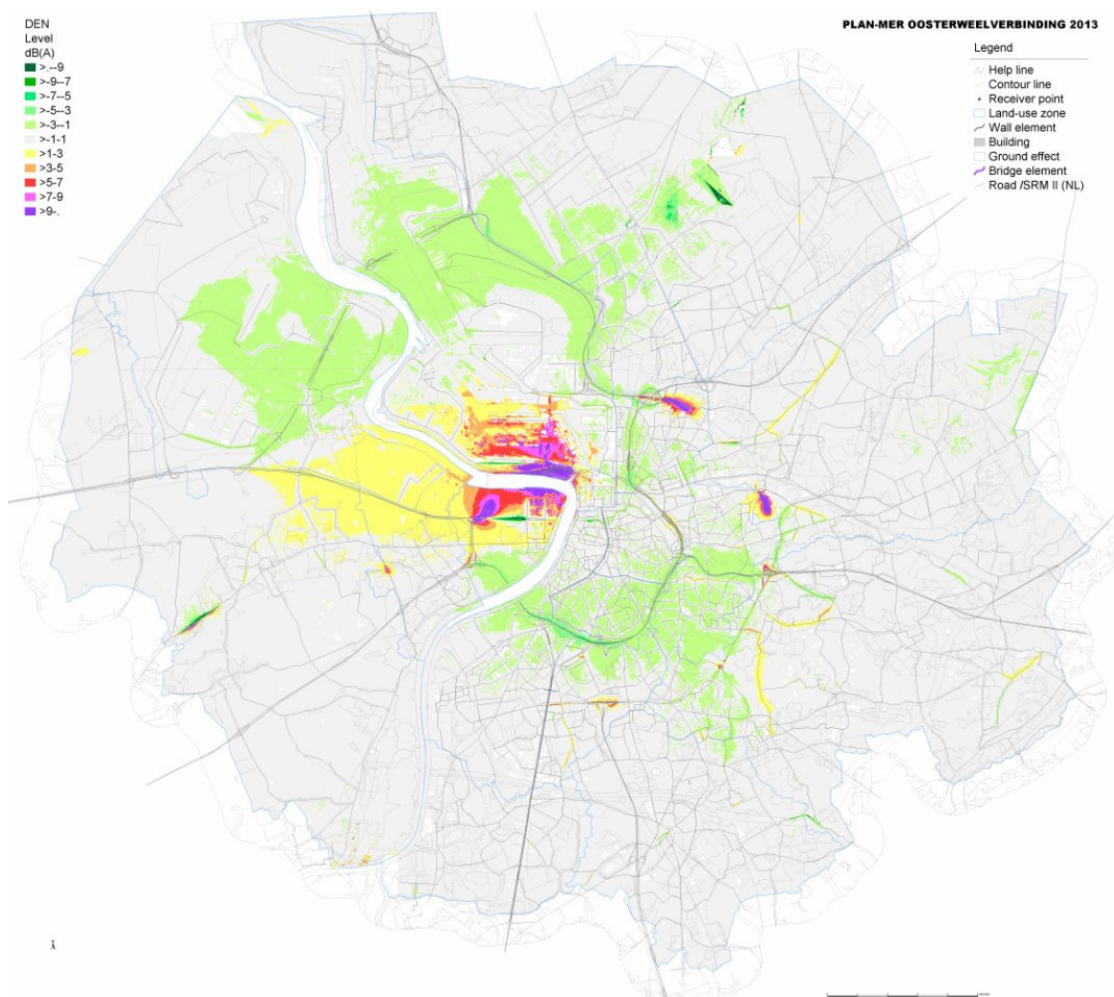 DEN
Level
dB(A)
>.--9
>-9--7
>-7--5
>-5--3
>-3--1
>-1-1
>1-3
>3-5
>5-7
>7-9
>9-.
PLAN-MER OOSTERWEELVERBINDING 2013
Legend
Help line
Contour line
Receiver point
Land-use zone
Wall element
Building
Ground effect
Bridge element
Road /SRM II (NL)